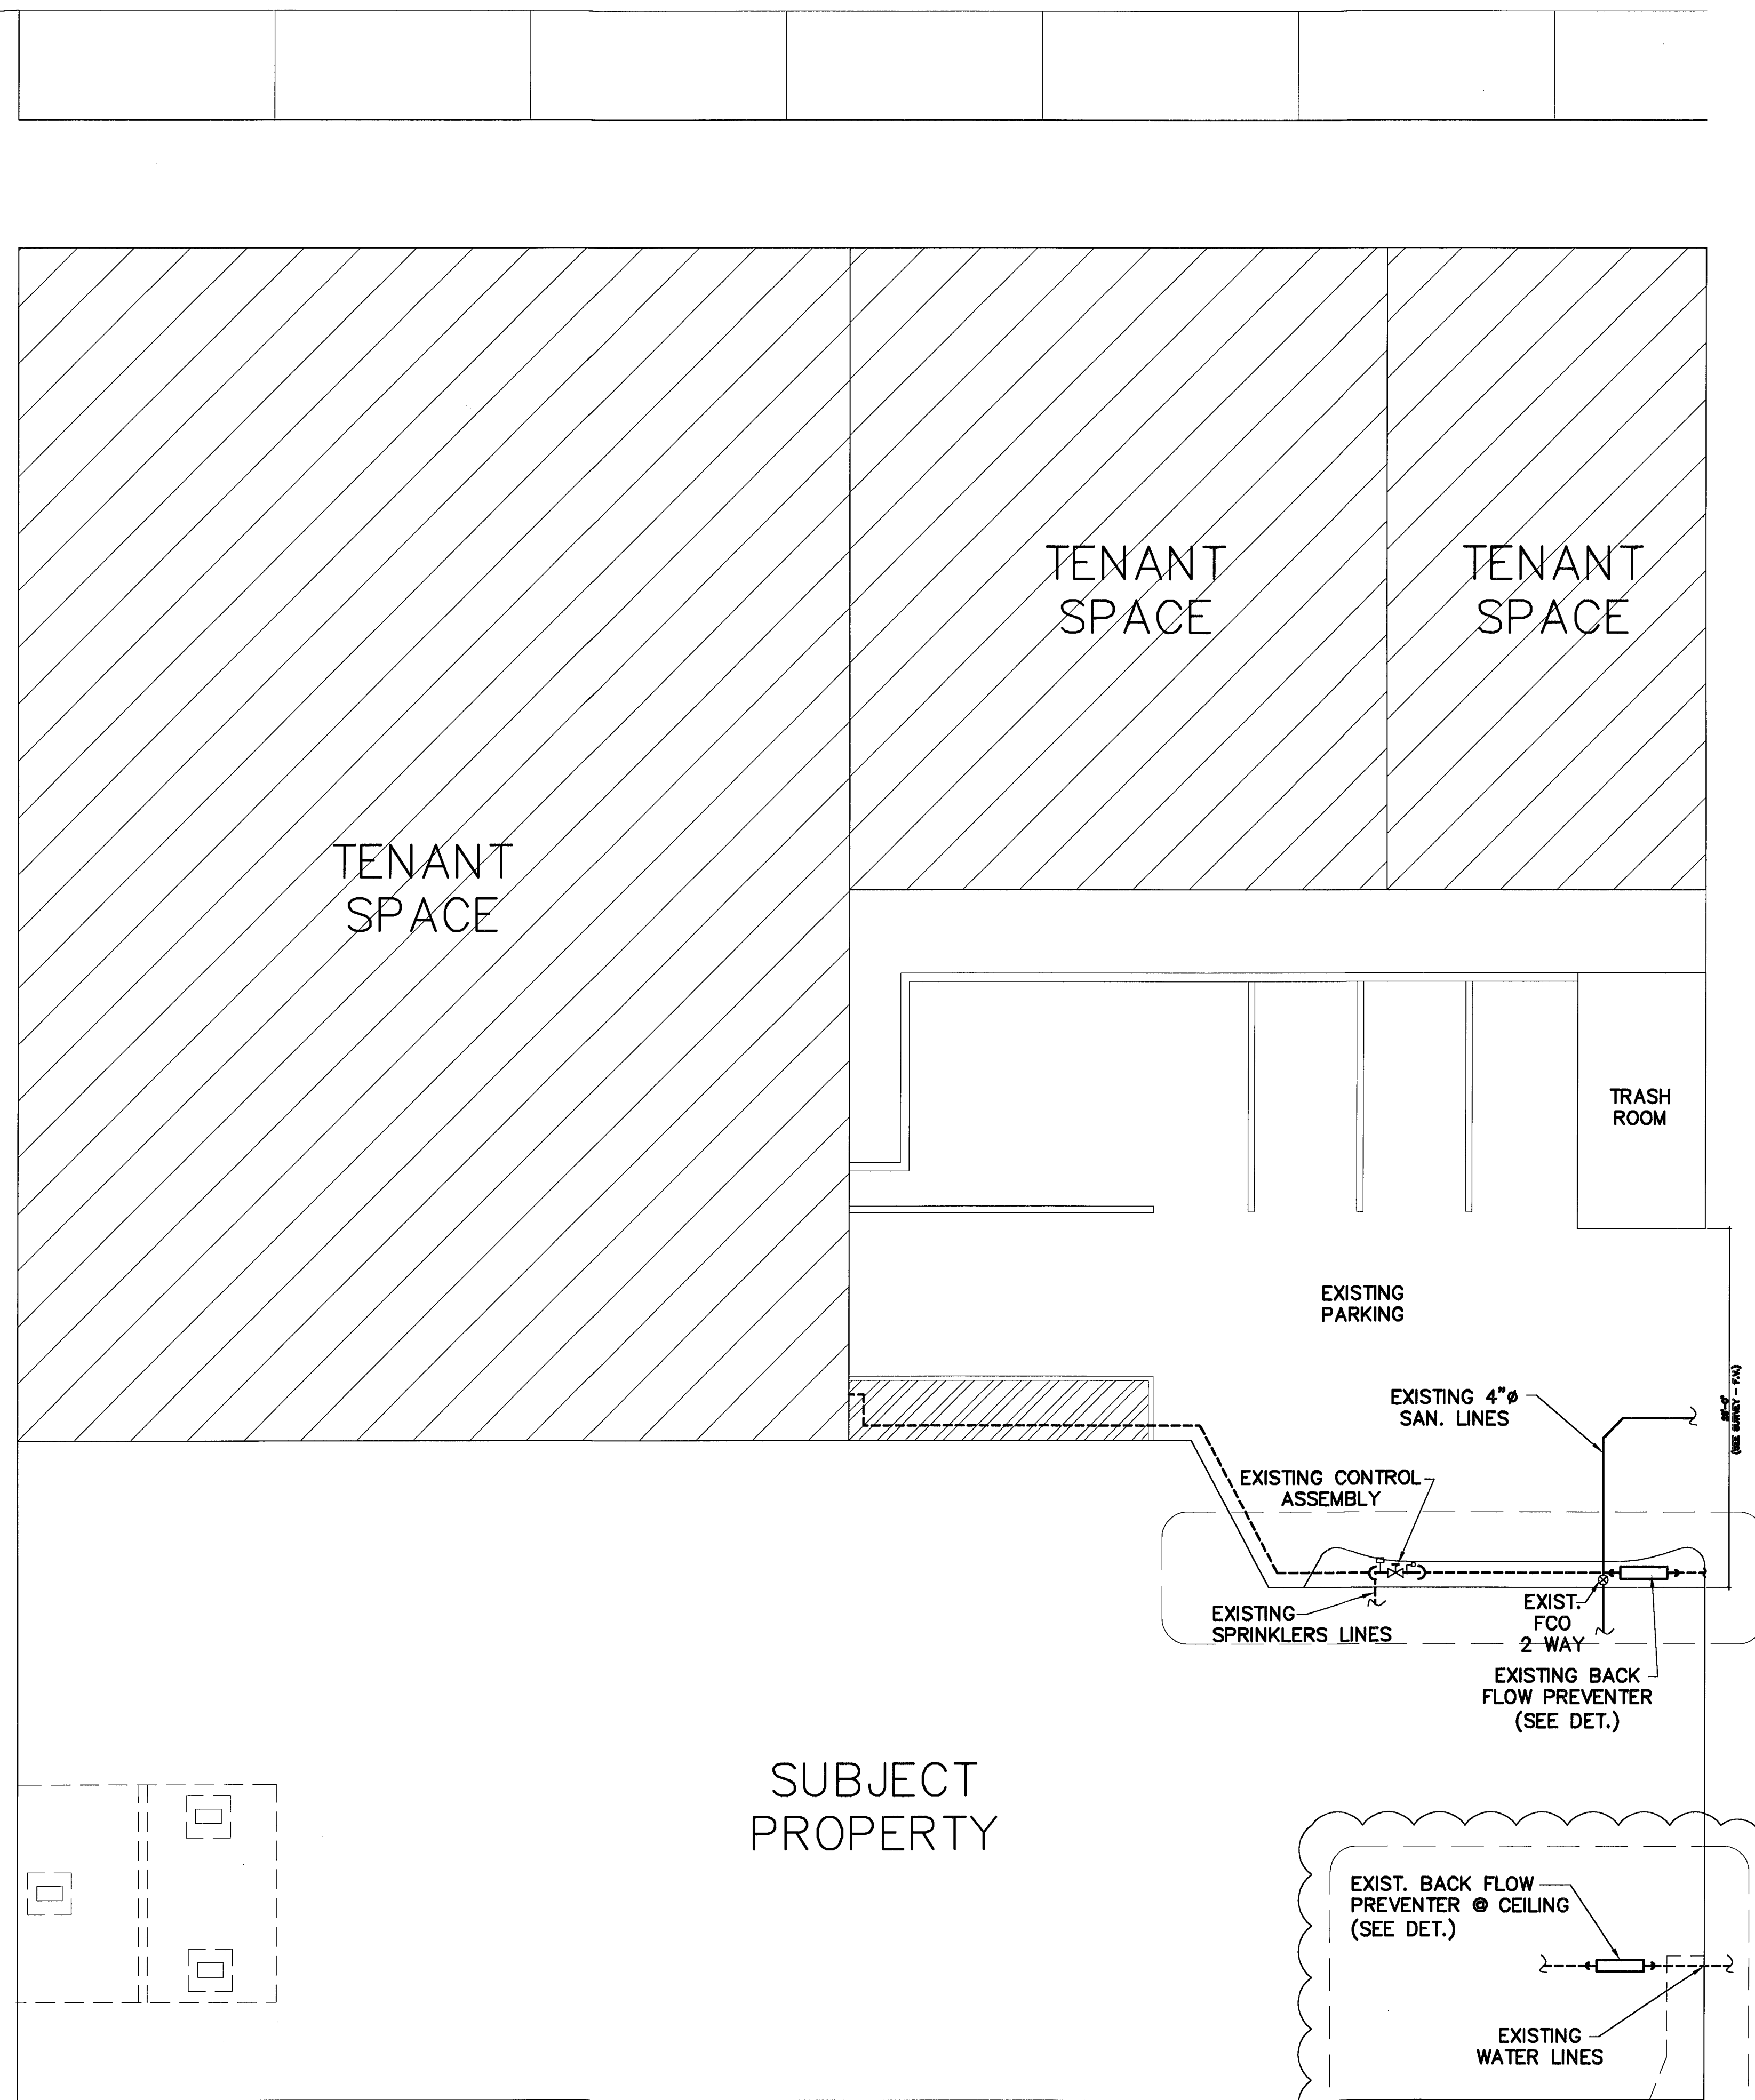 TENANT
SPACE
TENANT
SPACE
TENANT
SPACE
TRASH
ROOM
EXISTING
PARKING
EXISTING 4"ø
SAN. LINES
(SEE SURVEY - F.V.)
EXISTING CONTROL
ASSEMBLY
EXISTING
SPRINKLERS LINES
EXIST.
FCO
2 WAY
EXISTING BACK
FLOW PREVENTER
(SEE DET.)
SUBJECT
PROPERTY
EXIST. BACK FLOW
PREVENTER @ CEILING
(SEE DET.)
EXISTING
WATER LINES